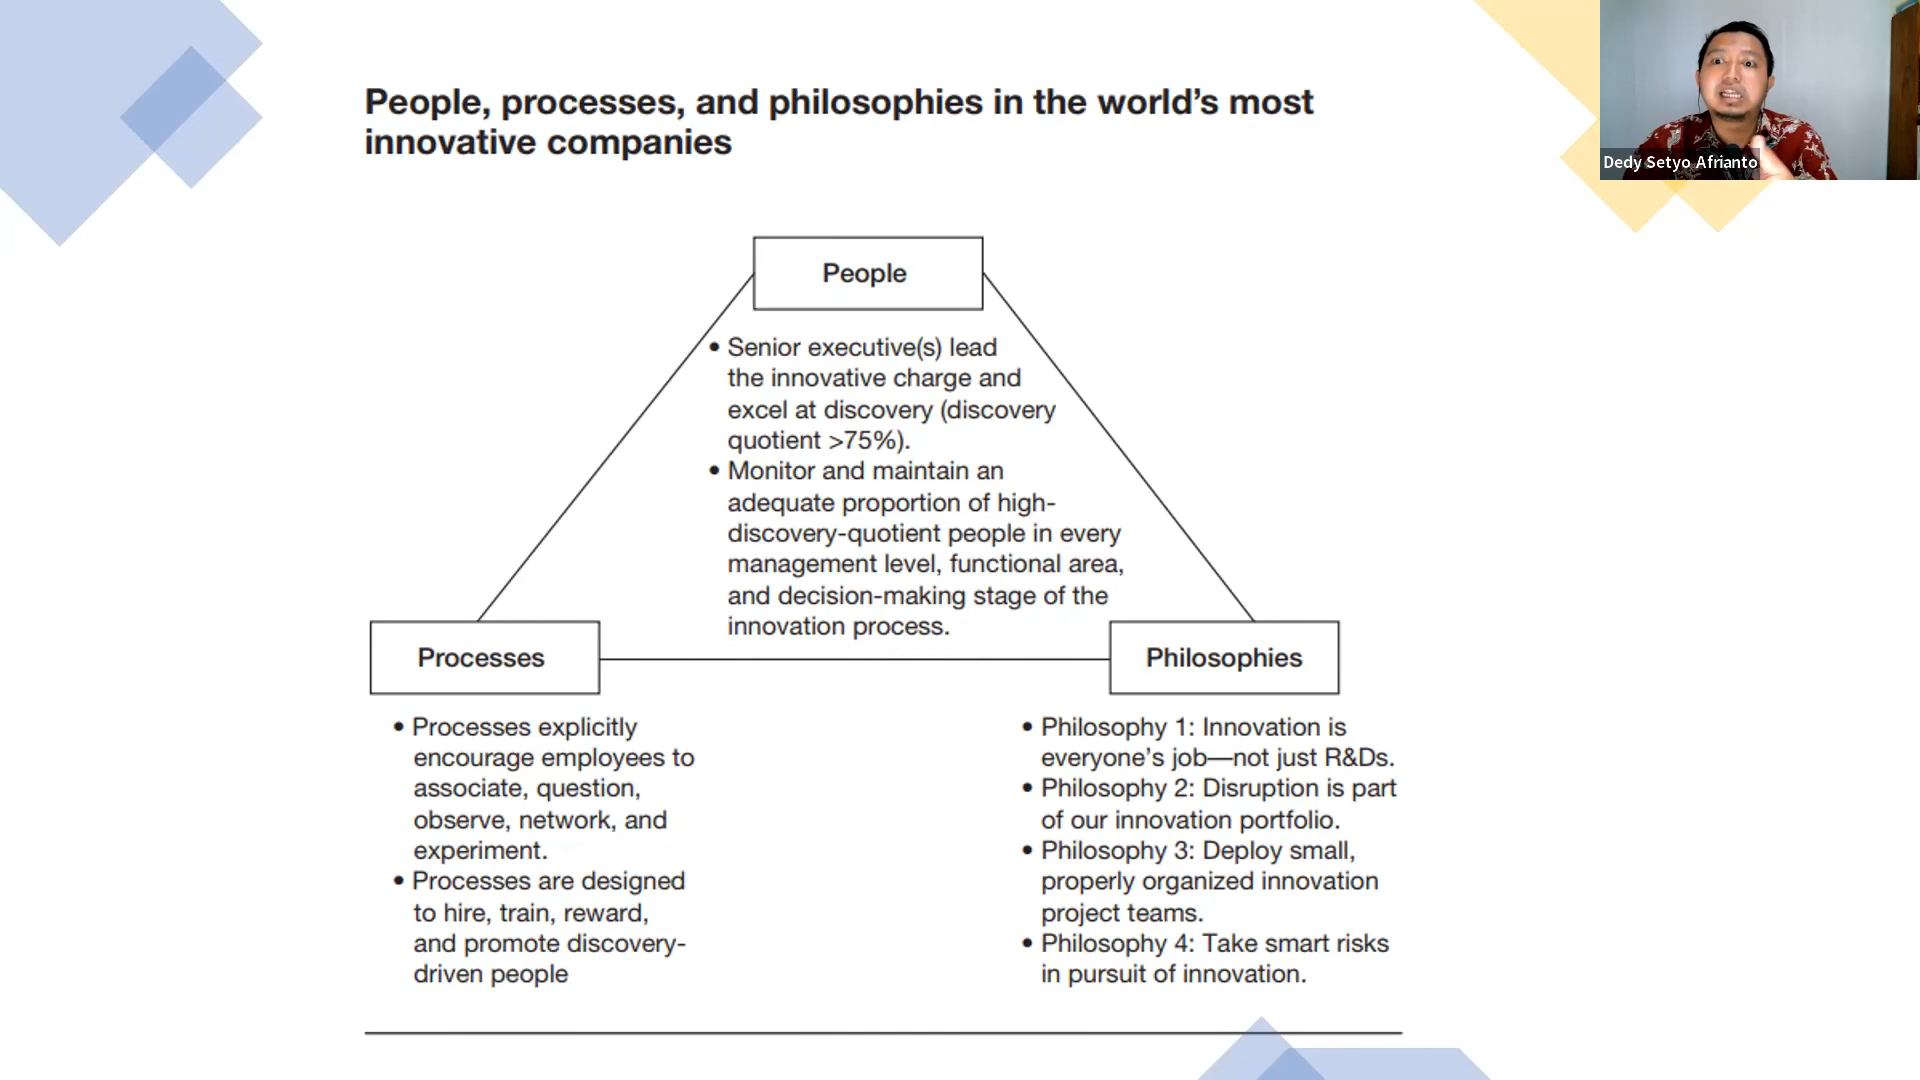 People, processes, and philosophies in the world’s most
innovative companies
Dedy Setyo Afrianto
People
• Senior executive(s) lead
the innovative charge and
excel at discovery (discovery
quotient >75%).
• Monitor and maintain an
adequate proportion of high-
discovery-quotient people in every
management level, functional area,
and decision-making stage of the
innovation process.
Processes
• Processes explicitly
encourage employees to
associate, question,
observe, network, and
experiment.
• Processes are designed
to hire, train, reward,
and promote discovery-
driven people
Philosophies
• Philosophy 1: Innovation is
everyone’s job—not just R&Ds.
• Philosophy 2: Disruption is part
of our innovation portfolio.
• Philosophy 3: Deploy small,
properly organized innovation
project teams.
• Philosophy 4: Take smart risks
in pursuit of innovation.